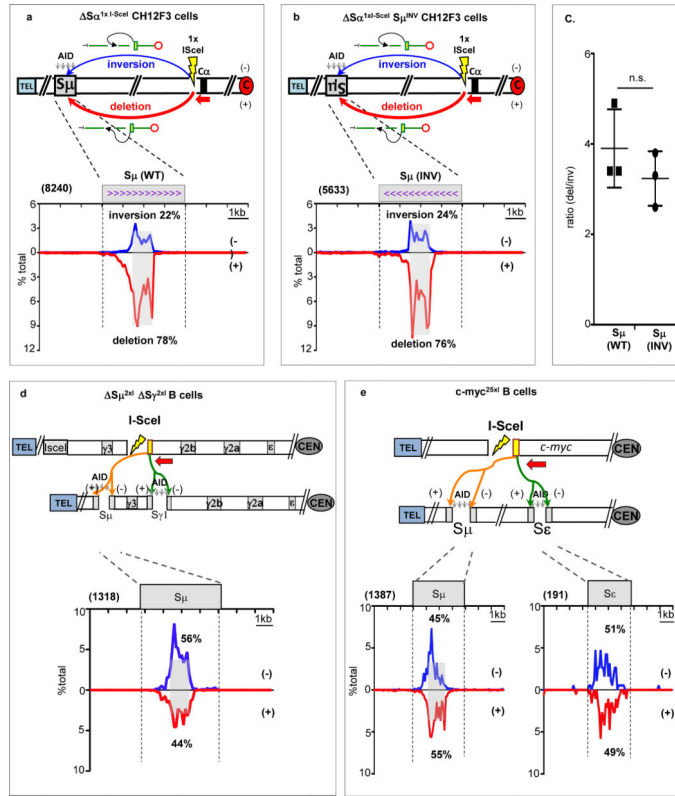 a ΔSα1x I-SceI CH12F3 cells
AID
1x
ISceI
Cα
inversion
(-)
TEL
Sμ
C
deletion
(+)
Sμ (WT)
(8240)
>>>>>>>>>>>>
1kb
inversion 22%
(-
)
(+)
% total
6
3
0
3
6
9
12
deletion 78%
b ΔSα1xI-SceI SμINV CH12F3 cells
AID
1x
ISceI
Cα
inversion
(-)
TEL
Sμ
C
deletion
(+)
Sμ (INV)
(5633)
<<<<<<<<<<<<
1kb
inversion 24%
(-)
(+)
% total
6
3
0
3
6
9
12
deletion 76%
C.
n.s.
ratio (del/inv)
6
4
2
0
Sμ
(WT)
Sμ
(INV)
d ΔSμ2xI ΔSγ2xI B cells
I-SceI
TEL
IsceI
γ3
γ2b
γ2a
ε
CEN
AID
AID
(+)
(-)
(+)
(-)
TEL
γ3
γ2b
γ2a
ε
CEN
Sμ
Sγ1
Sμ
(1318)
1kb
56%
(-)
(+)
%total
10
5
0
5
10
44%
e c-myc25xI B cells
I-SceI
TEL
c-myc
CEN
(+)
AID
(-)
(+)
AID
(-)
TEL
CEN
Sμ
Sε
Sμ
(1387)
1kb
45%
(-)
(+)
%total
10
5
0
5
10
55%
Sε
(191)
1kb
51%
(-)
(+)
10
5
0
5
10
49%